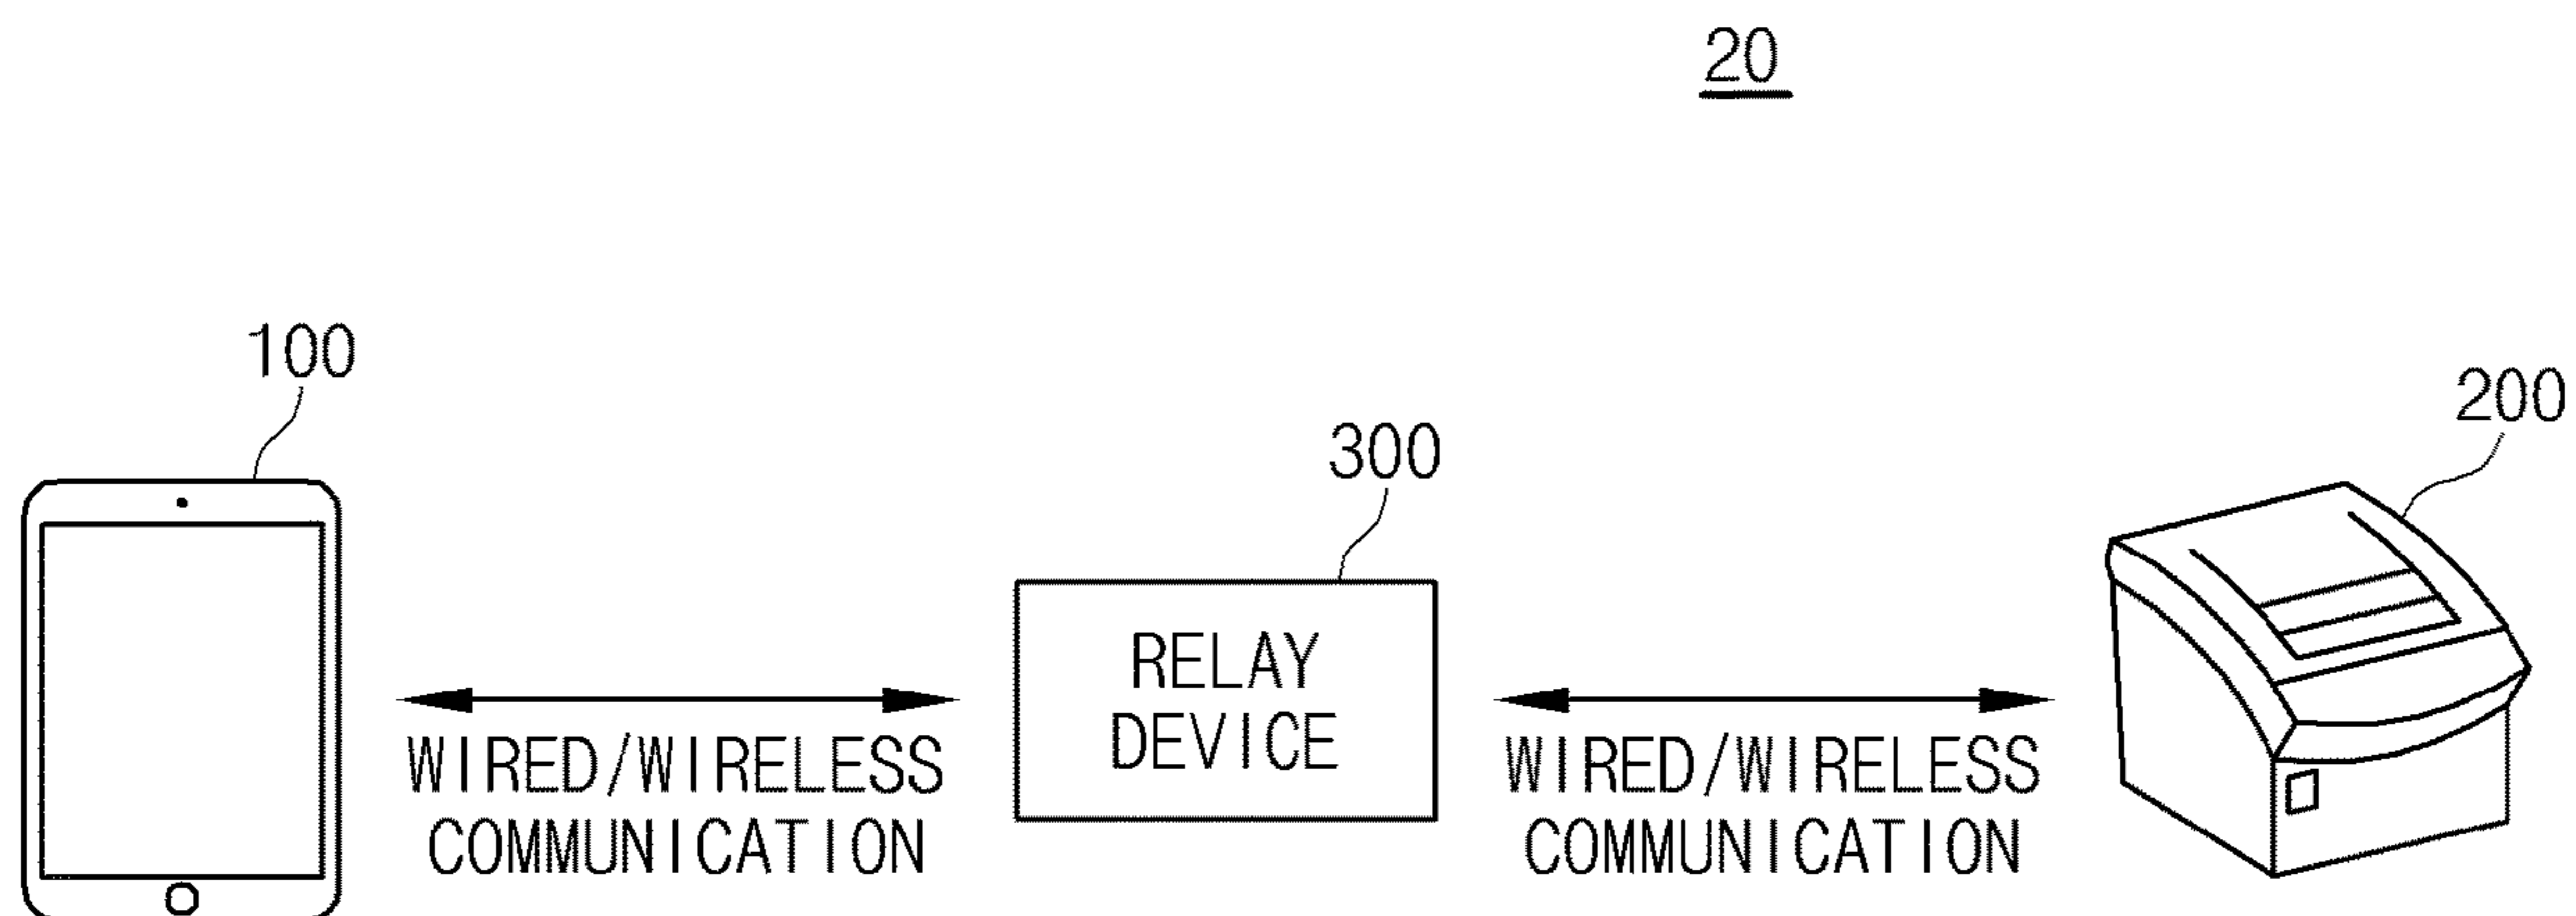 20
100
300
200
RELAY
DEVICE
WIRED/WIRELESS
COMMUNICATION
WIRED/WIRELESS
COMMUNICATION